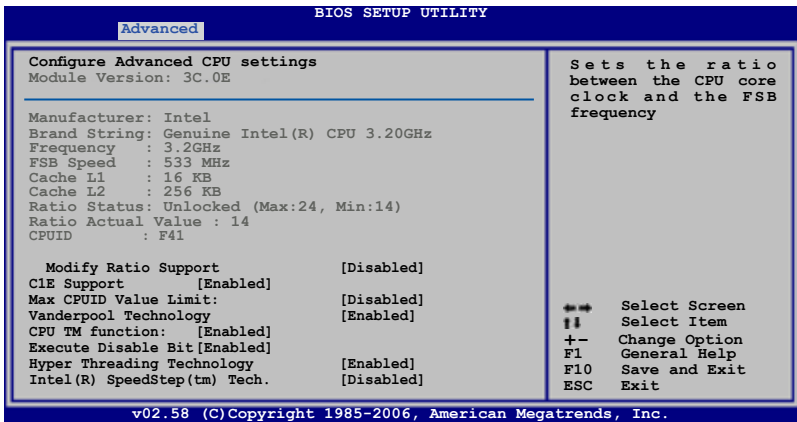 BIOS SETUP UTILITY
Advanced
Configure Advanced CPU settings
Module Version: 3C.0E
Manufacturer: Intel
Brand String: Genuine Intel(R) CPU 3.20GHz
Frequency : 3.2GHz
FSB Speed : 533 MHz
Cache L1 : 16 KB
Cache L2 : 256 KB
Ratio Status: Unlocked (Max:24, Min:14)
Ratio Actual Value : 14
CPUID : F41
Modify Ratio Support [Disabled]
C1E Support [Enabled]
Max CPUID Value Limit: [Disabled]
Vanderpool Technology [Enabled]
CPU TM function: [Enabled]
Execute Disable Bit[Enabled]
Hyper Threading Technology [Enabled]
Intel(R) SpeedStep(tm) Tech. [Disabled]
Sets the ratio
between the CPU core
clock and the FSB
frequency
←→ Select Screen
↑↓ Select Item
+- Change Option
F1 General Help
F10 Save and Exit
ESC Exit
v02.58 (C)Copyright 1985-2006, American Megatrends, Inc.